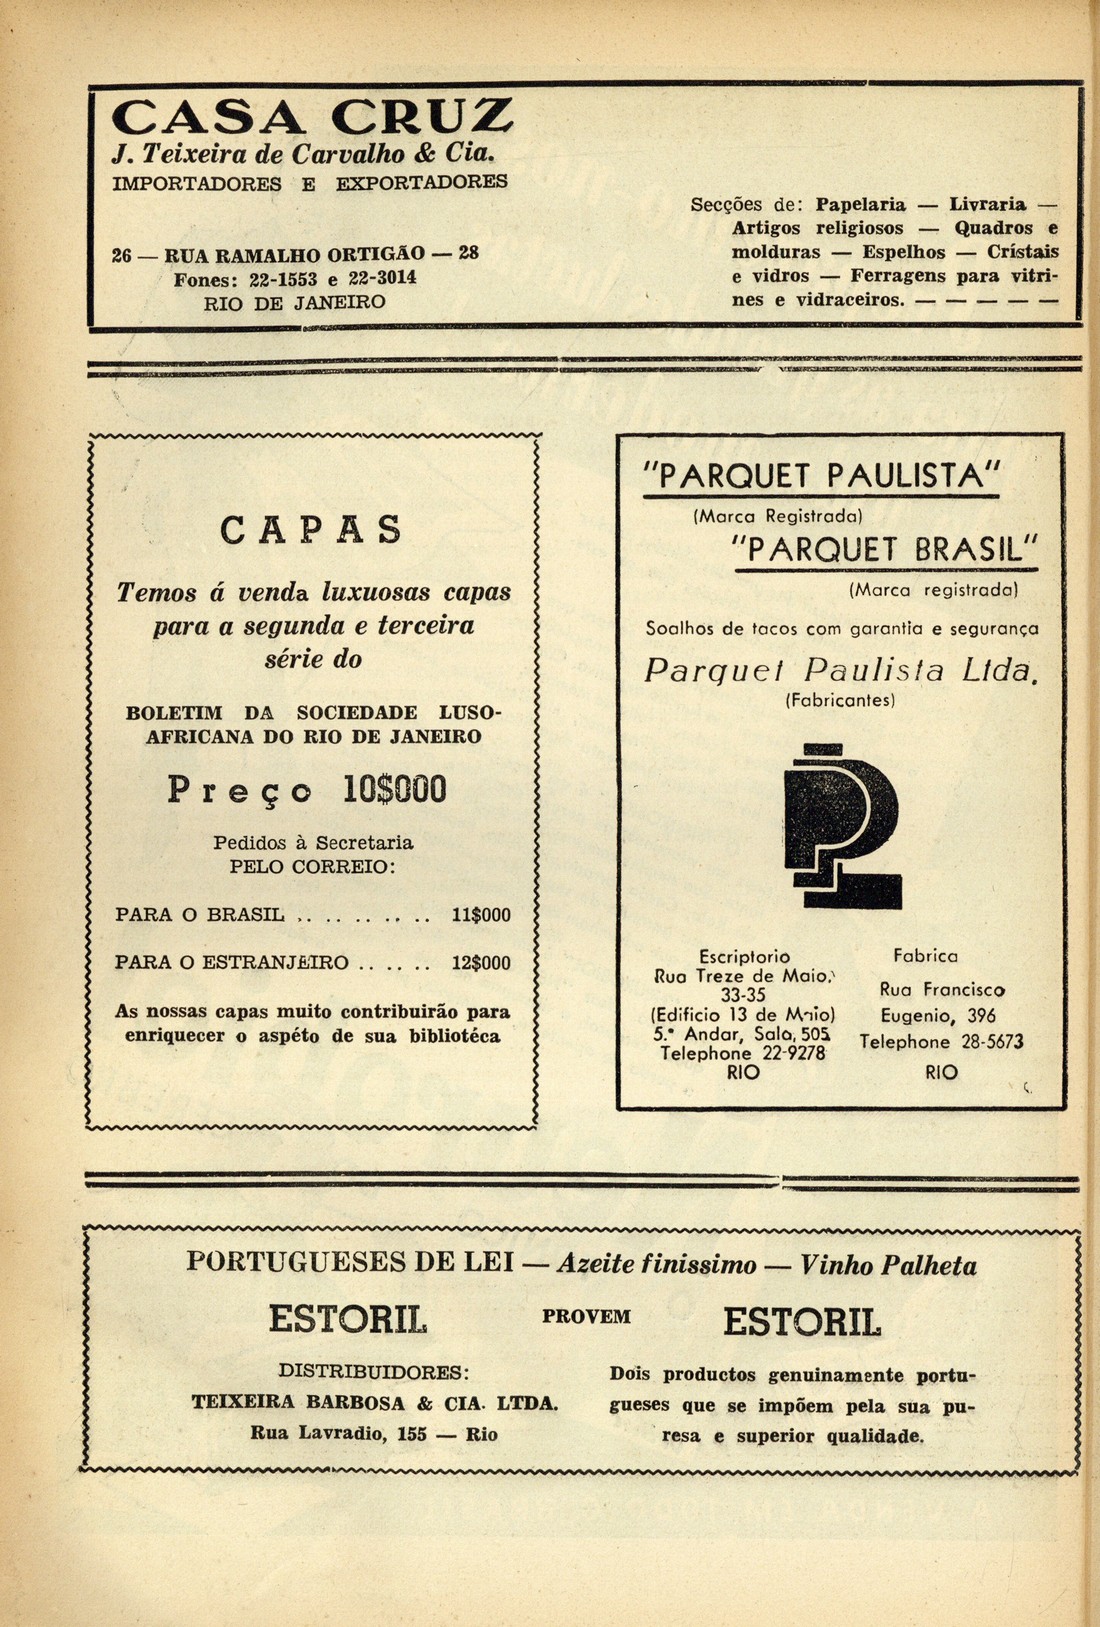 CASA CRUZ
J. Teixeira de Carvalho & Cia.
IMPORTADORES E EXPORTADORES
26 — RUA RAMALHO ORTIGÃO — 28
Fones: 22-1553 e 22-3014
RIO DE JANEIRO
Secções de: Papelaria — Livraria —
Artigos religiosos — Quadros e
molduras — Espelhos — Cristais
e vidros — Ferragens para vitri-
nes e vidraceiros. — — — — —
CAPAS
Temos á venda luxuosas capas
para a segunda e terceira
série do
BOLETIM DA SOCIEDADE LUSO-
AFRICANA DO RIO DE JANEIRO
Preço 10$000
Pedidos à Secretaria
PELO CORREIO:
PARA O BRASIL .. .. .. .. .. 11$000
PARA O ESTRANJEIRO .. .. .. 12$000
As nossas capas muito contribuirão para
enriquecer o aspéto de sua bibliotéca
"PARQUET PAULISTA"
(Marca Registrada)
"PARQUET BRASIL"
(Marca registrada)
Soalhos de tacos com garantia e segurança
Parquet Paulista Ltda.
(Fabricantes)
PL
Escriptorio
Rua Treze de Maio,
33-35
(Edificio 13 de Maio)
5.º Andar, Sala, 505
Telephone 22-9278
RIO
Fabrica
Rua Francisco
Eugenio, 396
Telephone 28-5673
RIO
PORTUGUESES DE LEI — Azeite finissimo — Vinho Palheta
ESTORIL PROVEM ESTORIL
DISTRIBUIDORES:
TEIXEIRA BARBOSA & CIA. LTDA.
Rua Lavradio, 155 — Rio
Dois productos genuinamente portu-
gueses que se impõem pela sua pu-
resa e superior qualidade.